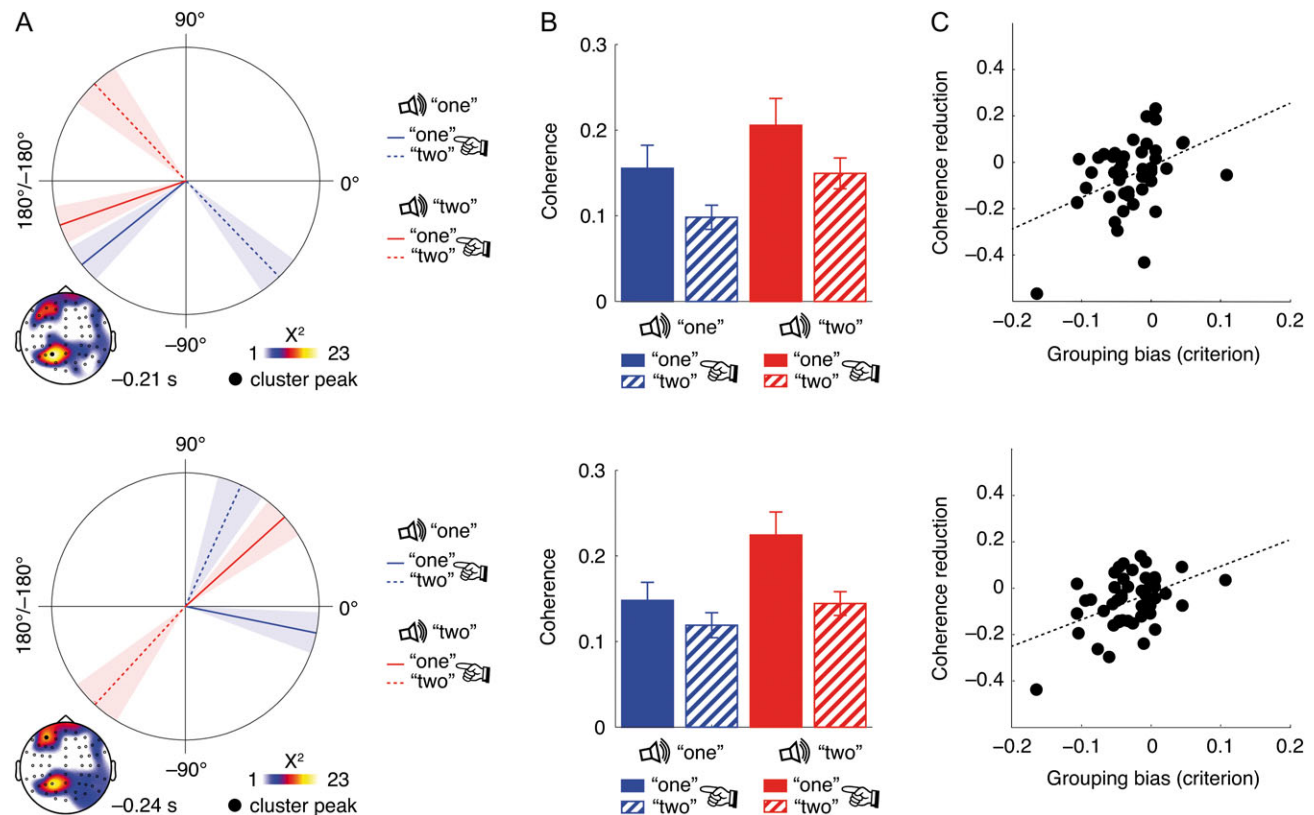 A
90°
180°/–180°
0°
–90°
"one"
"one"
"two"
"two"
"one"
"two"
X²
1 23
–0.21 s
cluster peak
B
0.3
0.2
0.1
0
Coherence
"one" "two"
"one" "one"
"two" "two"
C
0.4
0.2
0
–0.2
–0.4
Coherence reduction
–0.2 –0.1 0 0.1 0.2
Grouping bias (criterion)
90°
180°/–180°
0°
–90°
"one"
"one"
"two"
"two"
"one"
"two"
X²
1 23
–0.24 s
cluster peak
0.3
0.2
0.1
0
Coherence
"one" "two"
"one" "one"
"two" "two"
0.4
0.2
0
–0.2
–0.4
Coherence reduction
–0.2 –0.1 0 0.1 0.2
Grouping bias (criterion)